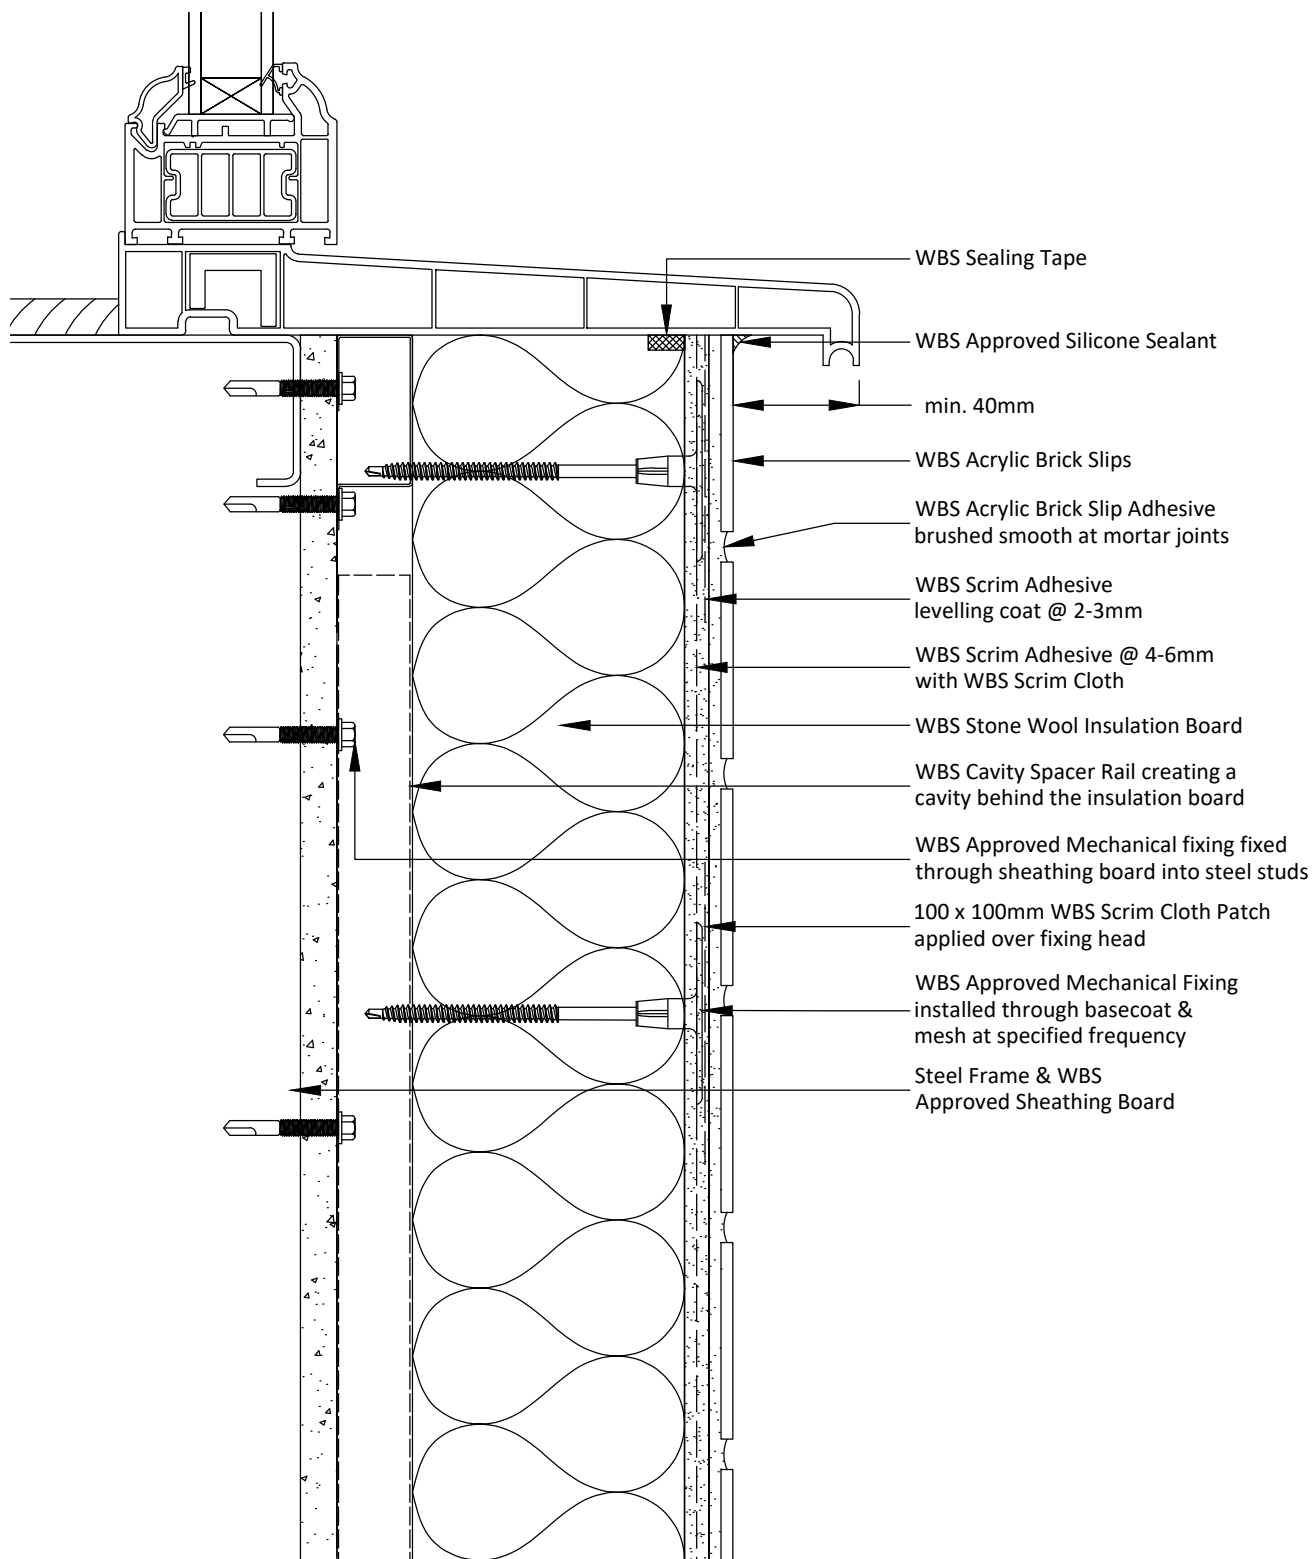 WBS Sealing Tape
WBS Approved Silicone Sealant
min. 40mm
WBS Acrylic Brick Slips
WBS Acrylic Brick Slip Adhesive
brushed smooth at mortar joints
WBS Scrim Adhesive
levelling coat @ 2-3mm
WBS Scrim Adhesive @ 4-6mm
with WBS Scrim Cloth
WBS Stone Wool Insulation Board
WBS Cavity Spacer Rail creating a
cavity behind the insulation board
WBS Approved Mechanical fixing fixed
through sheathing board into steel studs
100 x 100mm WBS Scrim Cloth Patch
applied over fixing head
WBS Approved Mechanical Fixing
installed through basecoat &
mesh at specified frequency
Steel Frame & WBS
Approved Sheathing Board